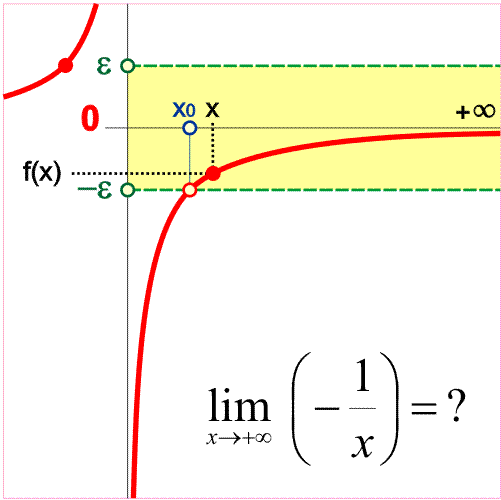 ε
x₀ x +∞
0
f(x)
−ε
lim x→+∞ (−1/x) = ?